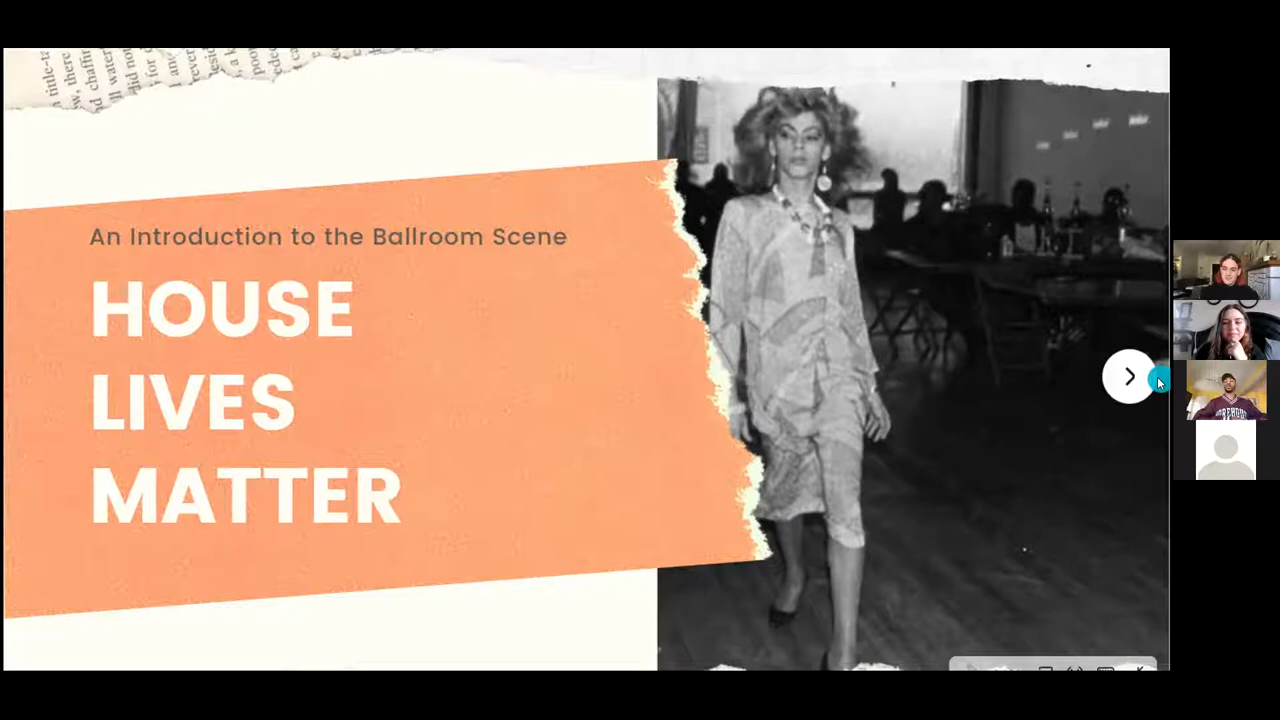 An Introduction to the Ballroom Scene
HOUSE
LIVES
MATTER